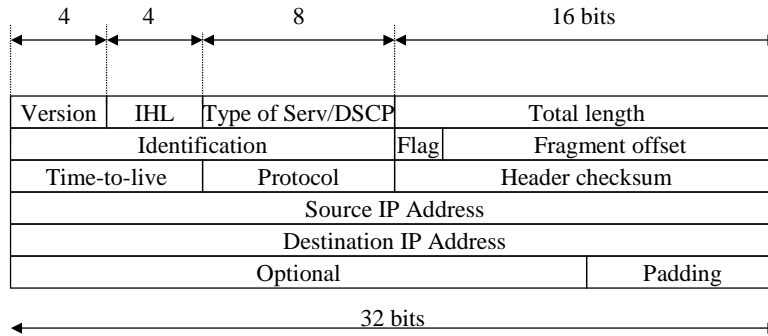 4 4 8 16 bits
Version IHL Type of Serv/DSCP Total length
Identification Flag Fragment offset
Time-to-live Protocol Header checksum
Source IP Address
Destination IP Address
Optional Padding
32 bits